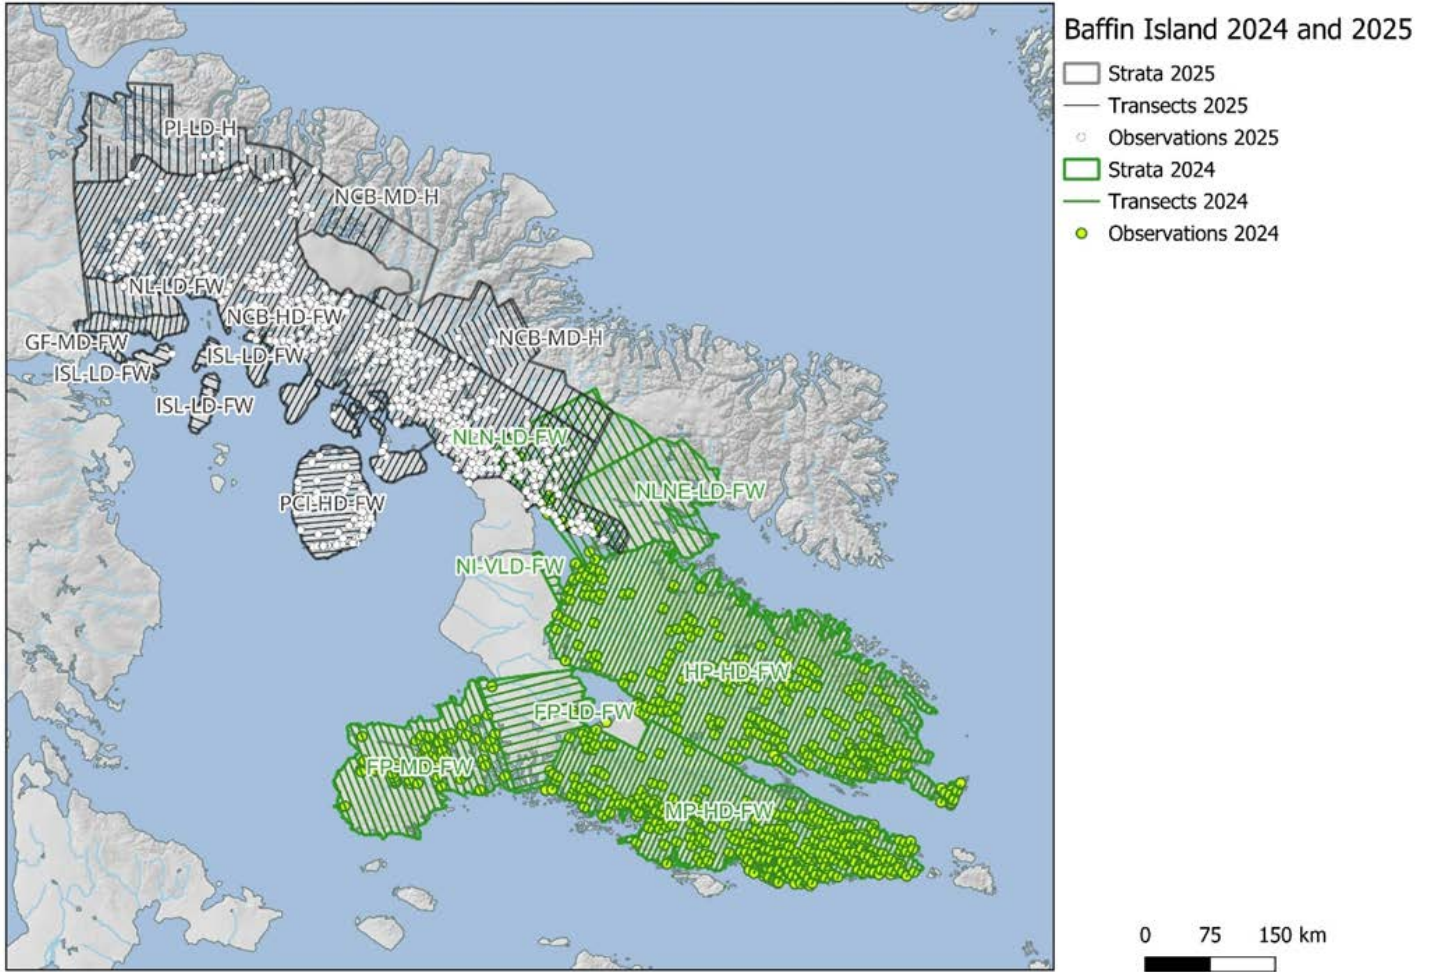 Baffin Island 2024 and 2025
Strata 2025
Transects 2025
Observations 2025
Strata 2024
Transects 2024
Observations 2024
PI-LD-H
NCB-MD-H
NL-LD-FW
NCB-HD-FW
GF-MD-FW
NCB-MD-H
ISL-LD-FW
ISL-LD-FW
ISL-LD-FW
NLN-LD-FW
NLNE-LD-FW
PCI-HD-FW
NI-VLD-FW
HP-HD-FW
FP-LD-FW
FP-MD-FW
MP-HD-FW
0 75 150 km